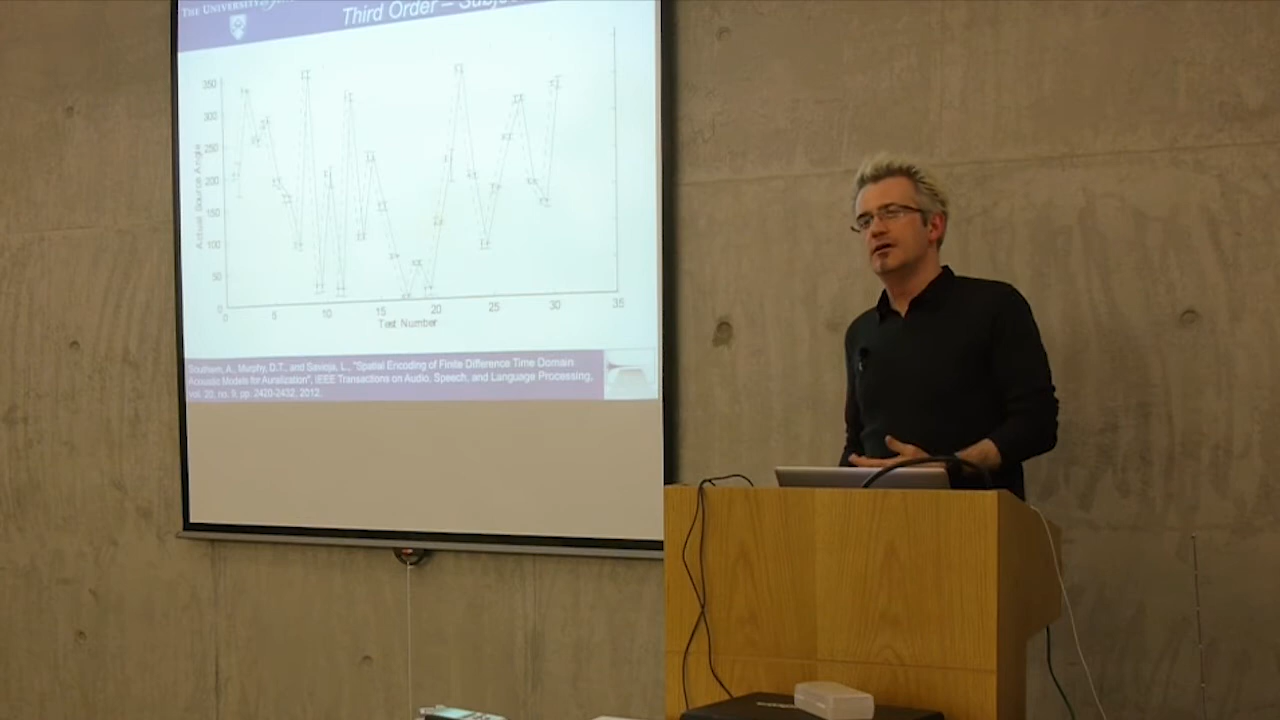 THE UNIVERSITY of
Third Order – Subje
350
300
250
200
150
100
50
0
Actual Source Angle
0 5 10 15 20 25 30 35
Test Number
Southern, A., Murphy, D.T., and Savioja, L., "Spatial Encoding of Finite Difference Time Domain
Acoustic Models for Auralization", IEEE Transactions on Audio, Speech, and Language Processing,
vol. 20, no. 9, pp. 2420-2432, 2012.